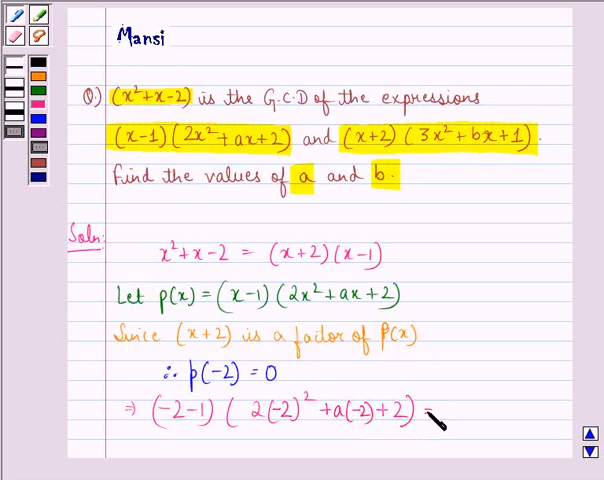 Mansi
Q.) (x²+x-2) is the G.C.D of the expressions
(x-1)(2x²+ax+2) and (x+2)(3x²+bx+1).
Find the values of a and b.
Soln:
x²+x-2 = (x+2)(x-1)
Let p(x) = (x-1)(2x²+ax+2)
Since (x+2) is a factor of P(x)
∴ p(-2) = 0
⇒ (-2-1)(2(-2)²+a(-2)+2) =